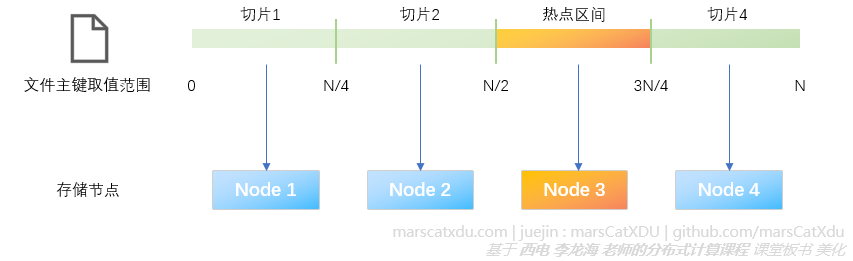 切片1 切片2 热点区间 切片4
文件主键取值范围 0 N/4 N/2 3N/4 N
存储节点 Node 1 Node 2 Node 3 Node 4
marscatxdu.com | juejin : marsCatXDU | github.com/marsCatXdu
基于 西电 李龙海 老师的分布式计算课程 课堂板书 美化